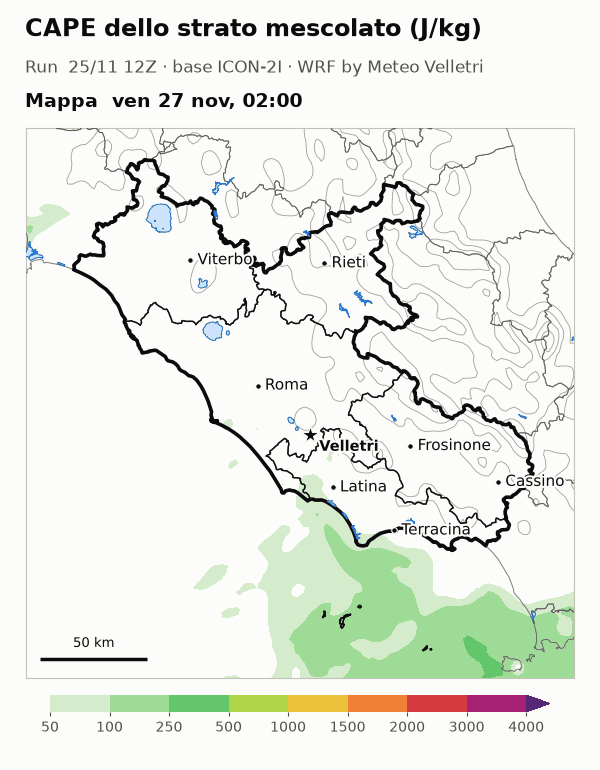 CAPE dello strato mescolato (J/kg)
Run  25/11 12Z · base ICON-2I · WRF by Meteo Velletri
Mappa  ven 27 nov, 02:00
Viterbo
Rieti
Roma
Velletri
Frosinone
Cassino
Latina
Terracina
50 km
50 100 250 500 1000 1500 2000 3000 4000